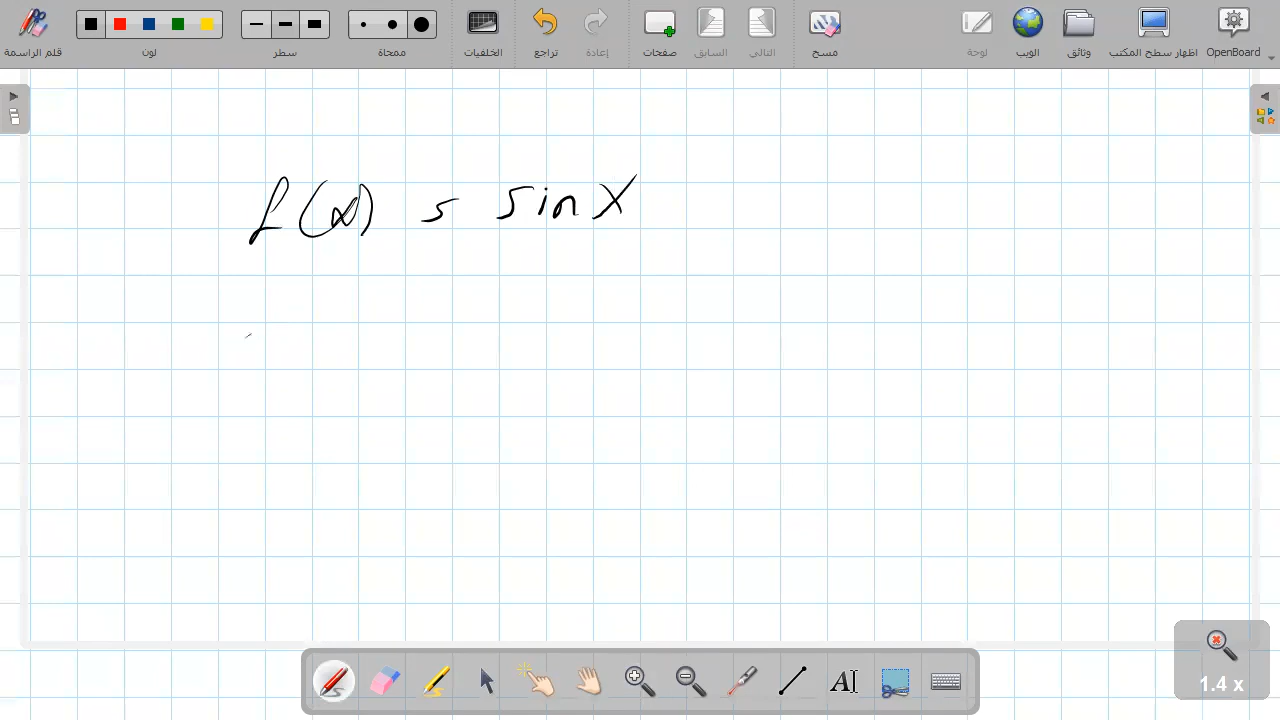 قلم الراسمة لون سطر ممحاة الخلفيات تراجع إعادة صفحات السابق التالي مسح لوحة الويب وثائق اظهار سطح المكتب OpenBoard
f(x) = sin x
A
1.4 x